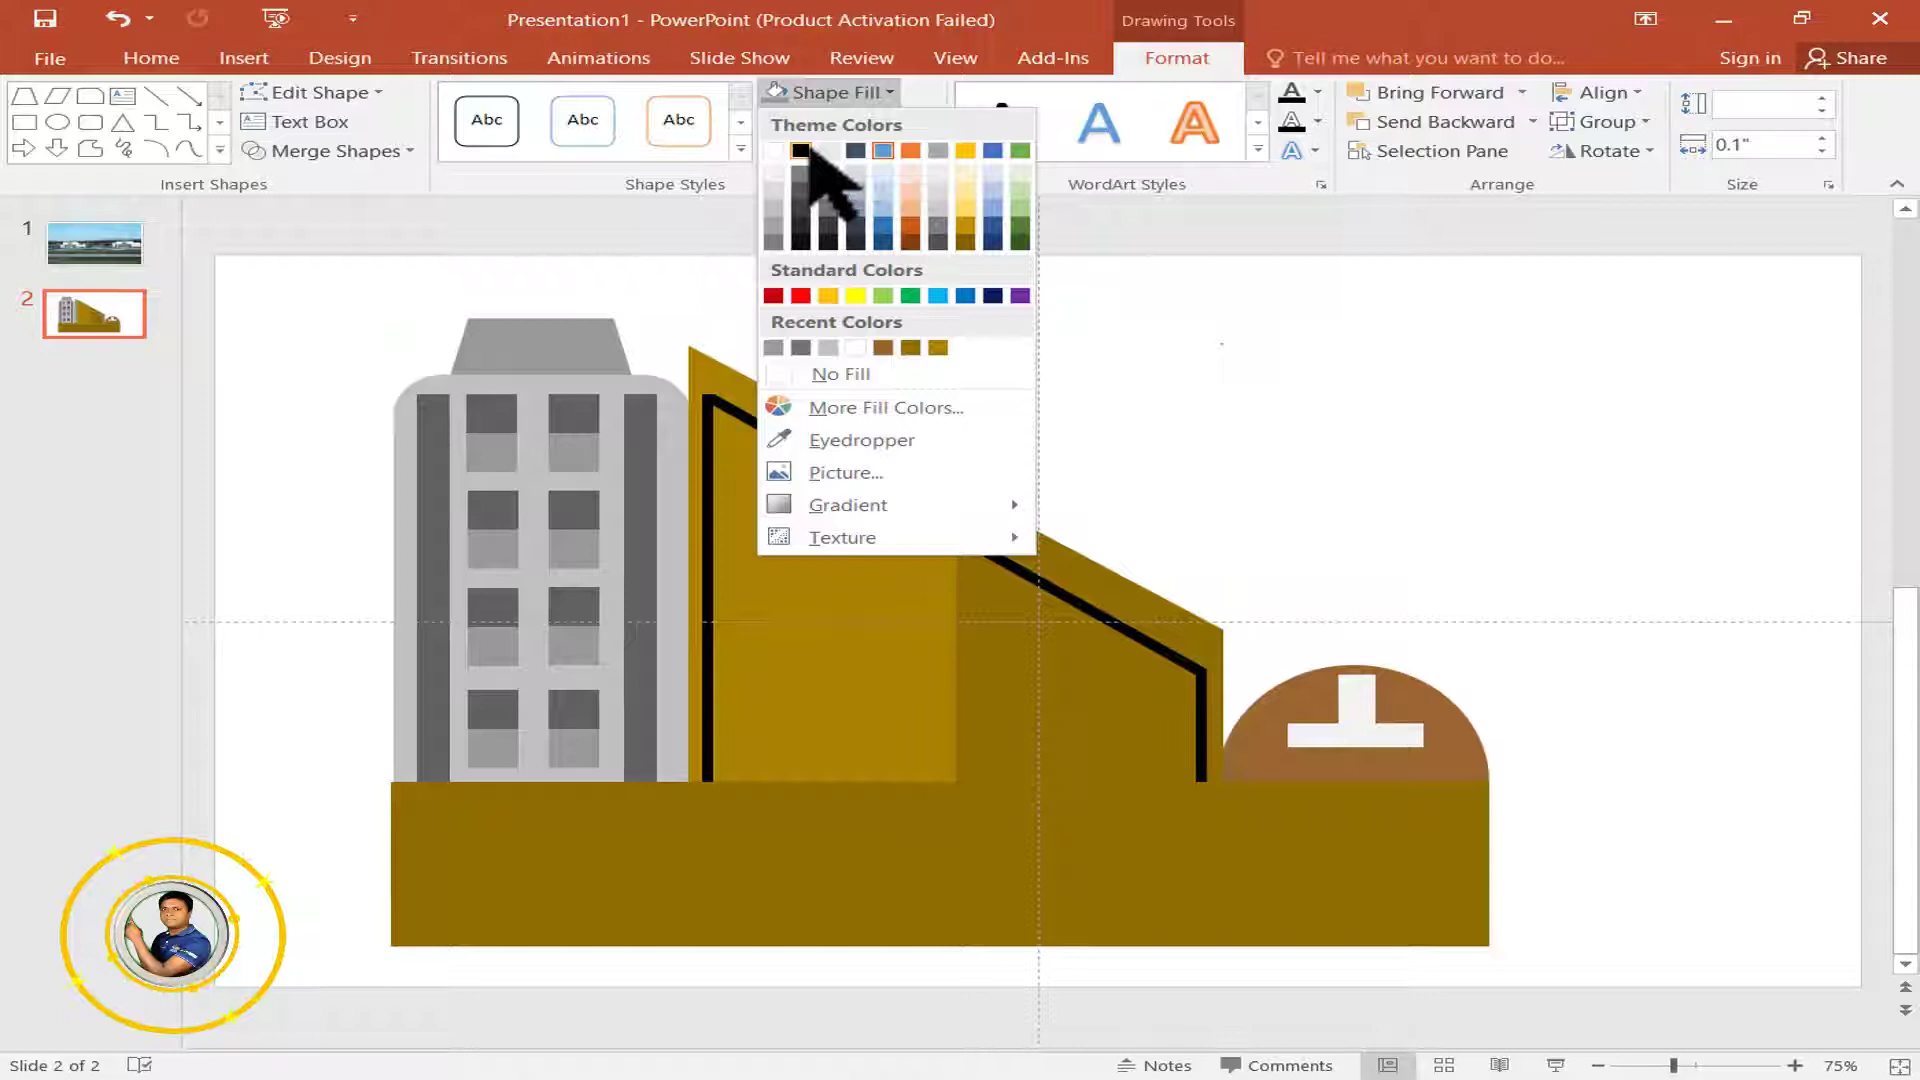 Presentation1 - PowerPoint (Product Activation Failed)
Drawing Tools
File Home Insert Design Transitions Animations Slide Show Review View Add-Ins Format Tell me what you want to do... Sign in Share
Edit Shape
Text Box
Merge Shapes
Insert Shapes
Abc Abc Abc
Shape Styles
Shape Fill
Theme Colors
Standard Colors
Recent Colors
No Fill
More Fill Colors...
Eyedropper
Picture...
Gradient
Texture
A A
WordArt Styles
A
A
A
Bring Forward
Send Backward
Selection Pane
Align
Group
Rotate
Arrange
0.1"
Size
1
2
Slide 2 of 2
Notes Comments 75%